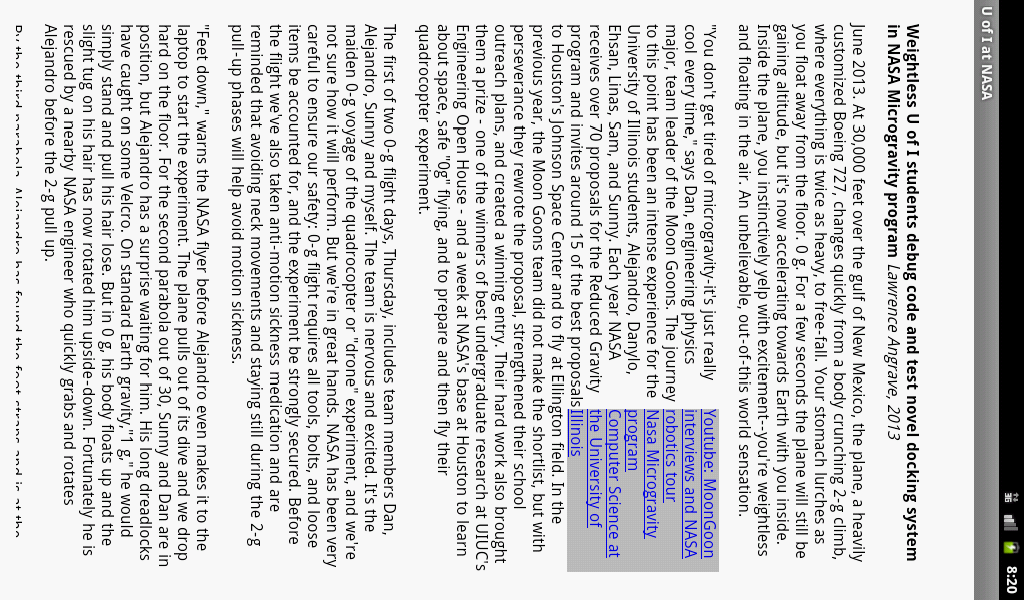 8:20
U of I at NASA
Weightless U of I students debug code and test novel docking system
in NASA Microgravity program Lawrence Angrave, 2013
June 2013. At 30,000 feet over the gulf of New Mexico, the plane, a heavily
customized Boeing 727, changes quickly from a body crunching 2-g climb,
where everything is twice as heavy, to free-fall. Your stomach lurches as
you float away from the floor. 0 g. For a few seconds the plane will still be
gaining altitude, but it's now accelerating towards Earth with you inside.
Inside the plane, you instinctively yelp with excitement--you're weightless
and floating in the air. An unbelievable, out-of-this world sensation.
"You don't get tired of microgravity-it's just really
cool every time," says Dan, engineering physics
major, team leader of the Moon Goons. The journey
to this point has been an intense experience for the
University of Illinois students, Alejandro, Danylo,
Ehsan, Linas, Sam, and Sunny. Each year NASA
receives over 70 proposals for the Reduced Gravity
program and invites around 15 of the best proposals
Youtube: MoonGoon
interviews and NASA
robotics tour
Nasa Microgravity
program
Computer Science at
the University of
Illinois
to Houston's Johnson Space Center and to fly at Ellington field. In the
previous year, the Moon Goons team did not make the shortlist, but with
perseverance they rewrote the proposal, strengthened their school
outreach plans, and created a winning entry. Their hard work also brought
them a prize - one of the winners of best undergraduate research at UIUC's
Engineering Open House - and a week at NASA's base at Houston to learn
about space, safe "0g" flying, and to prepare and then fly their
quadrocopter experiment.
The first of two 0-g flight days, Thursday, includes team members Dan,
Alejandro, Sunny and myself. The team is nervous and excited. It's the
maiden 0-g voyage of the quadrocopter or "drone" experiment, and we're
not sure how it will perform. But we're in great hands. NASA has been very
careful to ensure our safety: 0-g flight requires all tools, bolts, and loose
items be accounted for, and the experiment be strongly secured. Before
the flight we've also taken anti-motion sickness medication and are
reminded that avoiding neck movements and staying still during the 2-g
pull-up phases will help avoid motion sickness.
"Feet down," warns the NASA flyer before Alejandro even makes it to the
laptop to start the experiment. The plane pulls out of its dive and we drop
hard on the floor. For the second parabola out of 30, Sunny and Dan are in
position, but Alejandro has a surprise waiting for him. His long dreadlocks
have caught on some Velcro. On standard Earth gravity,"1 g," he would
simply stand and pull his hair lose. But in 0 g, his body floats up and the
slight tug on his hair has now rotated him upside-down. Fortunately he is
rescued by a nearby NASA engineer who quickly grabs and rotates
Alejandro before the 2-g pull up.
By the third parabola, Alejandro has found the foot straps and is at the